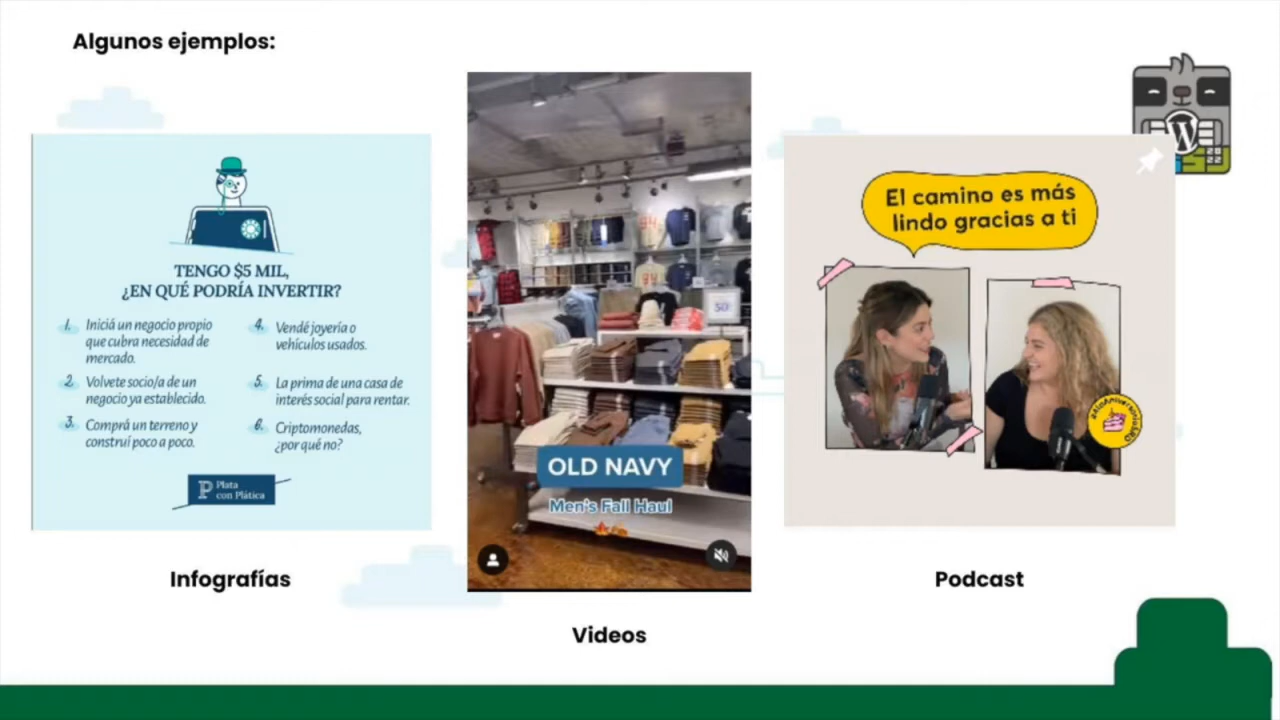 Algunos ejemplos:
TENGO $5 MIL,
¿EN QUÉ PODRÍA INVERTIR?
1. Iniciá un negocio propio
que cubra necesidad de
mercado.
2. Volvete socio/a de un
negocio ya establecido.
3. Comprá un terreno y
construí poco a poco.
4. Vendé joyería o
vehículos usados.
5. La prima de una casa de
interés social para rentar.
6. Criptomonedas,
¿por qué no?
Plata
con Plática
Infografías
50
OLD NAVY
Men's Fall Haul
Videos
El camino es más
lindo gracias a ti
Podcast